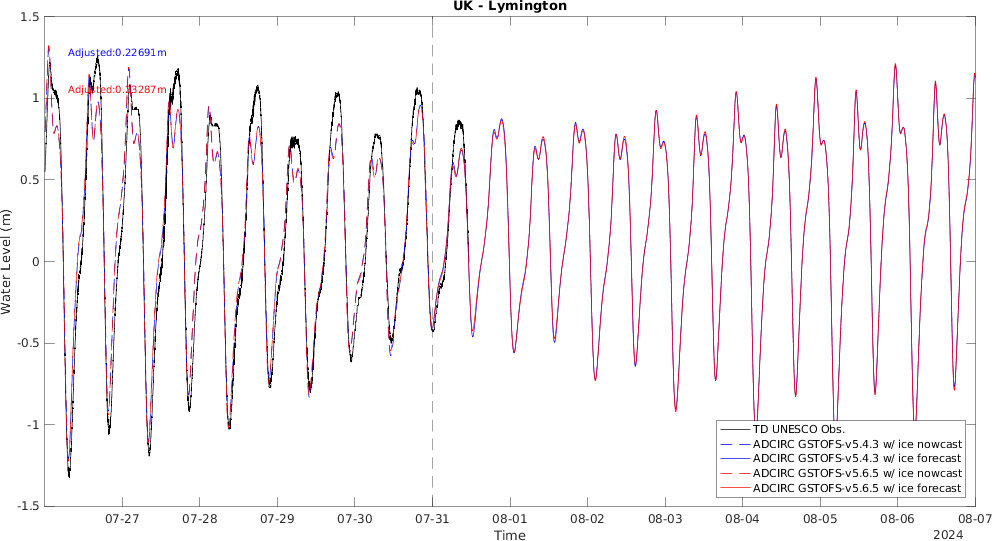 UK - Lymington
1.5
1
0.5
0
-0.5
-1
-1.5
Water Level (m)
Adjusted:0.22691m
Adjusted:0.23287m
TD UNESCO Obs.
ADCIRC GSTOFS-v5.4.3 w/ ice nowcast
ADCIRC GSTOFS-v5.4.3 w/ ice forecast
ADCIRC GSTOFS-v5.6.5 w/ ice nowcast
ADCIRC GSTOFS-v5.6.5 w/ ice forecast
07-27 07-28 07-29 07-30 07-31 08-01 08-02 08-03 08-04 08-05 08-06 08-07
Time
2024